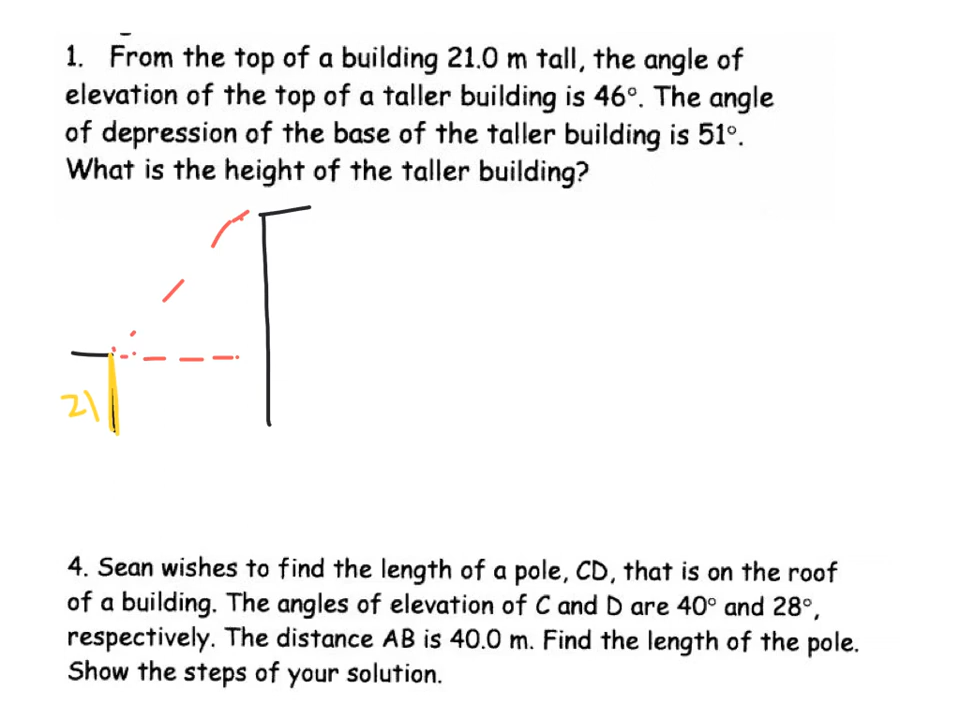 1. From the top of a building 21.0 m tall, the angle of
elevation of the top of a taller building is 46°. The angle
of depression of the base of the taller building is 51°.
What is the height of the taller building?
21
4. Sean wishes to find the length of a pole, CD, that is on the roof
of a building. The angles of elevation of C and D are 40° and 28°,
respectively. The distance AB is 40.0 m. Find the length of the pole.
Show the steps of your solution.